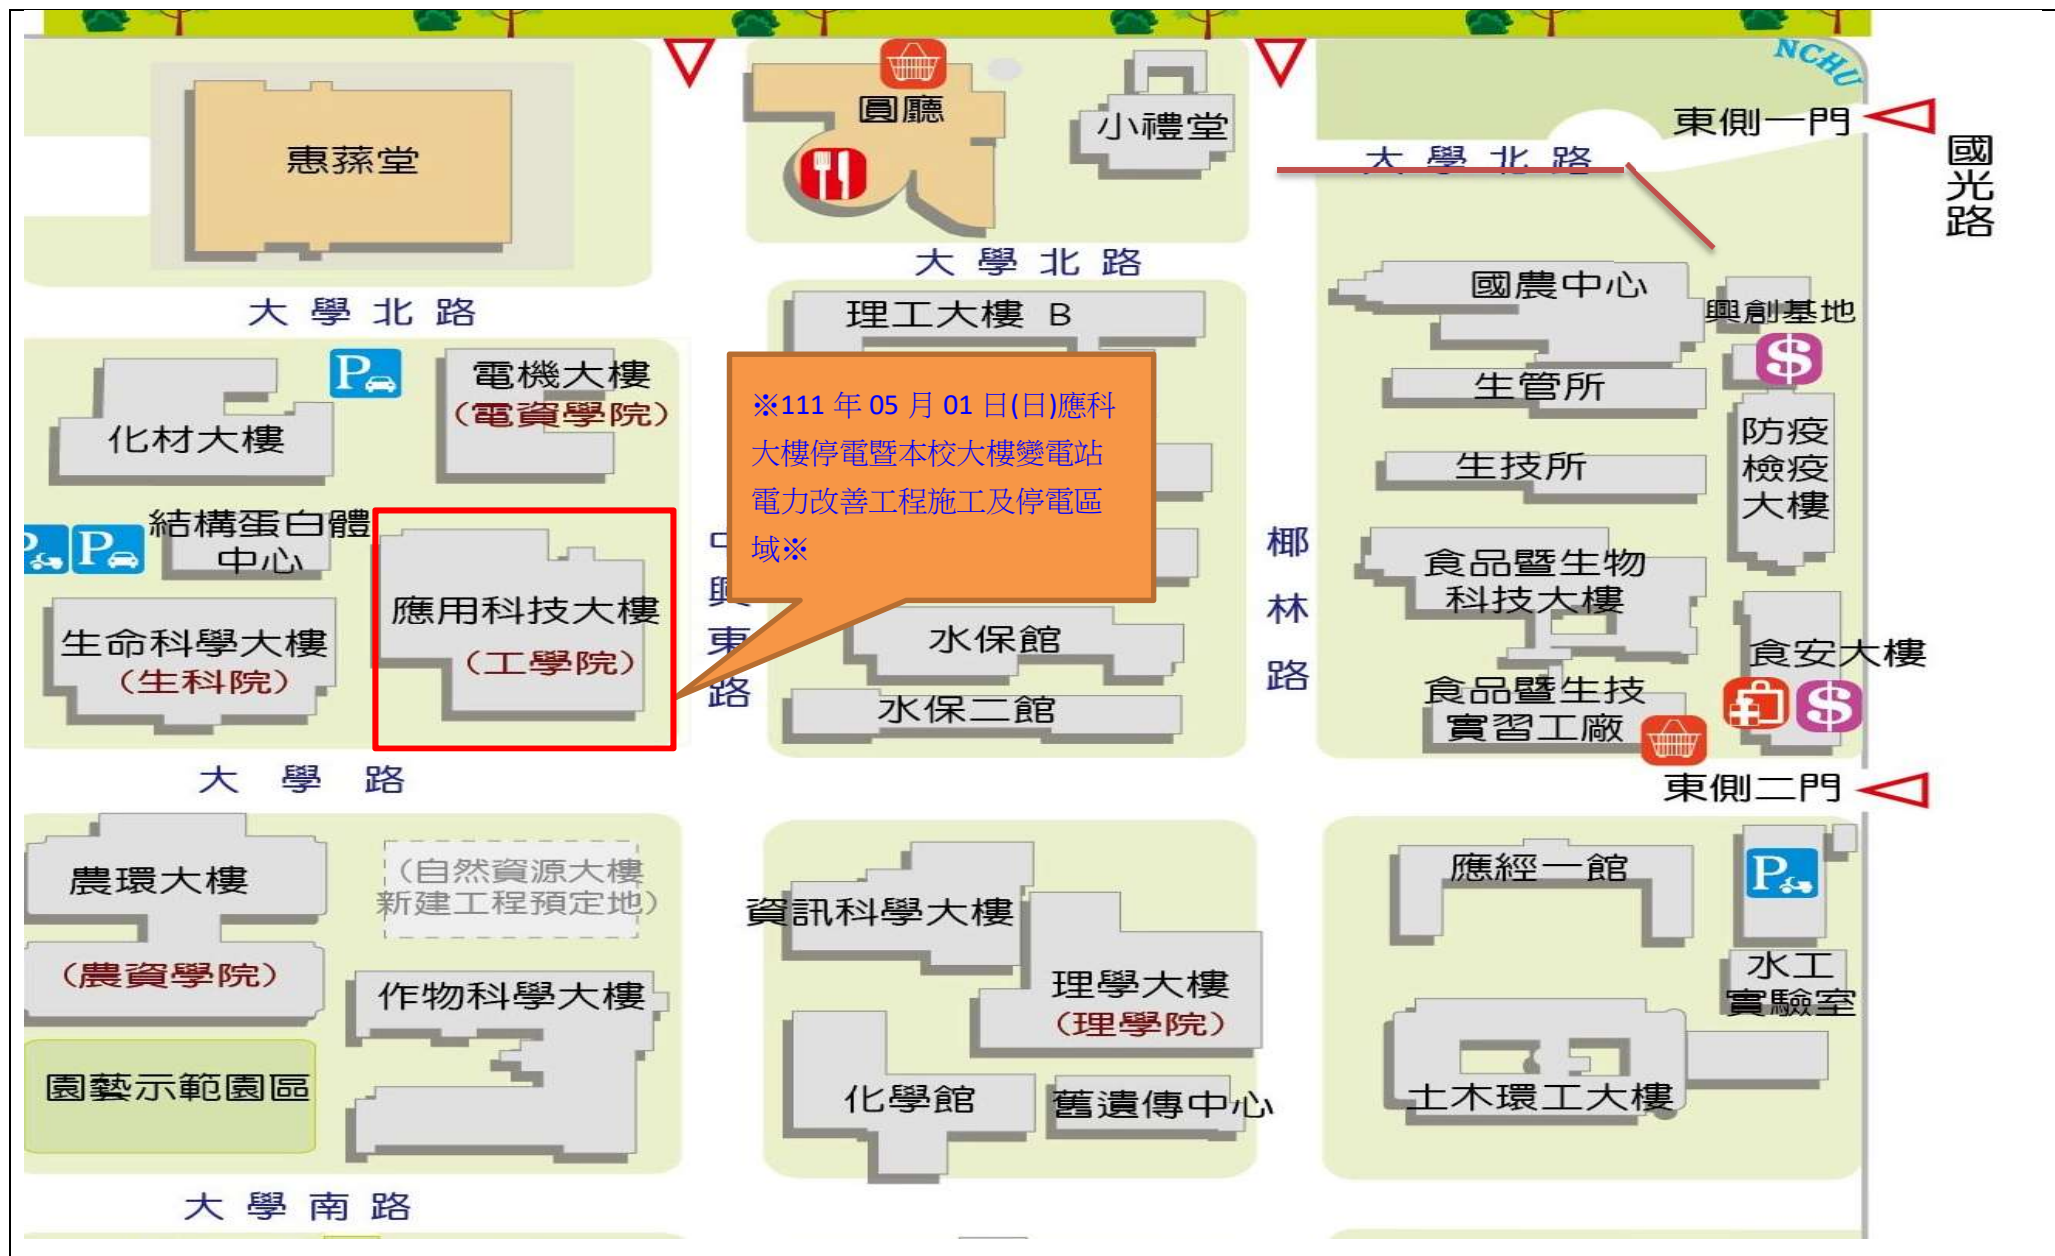 NCHU
圓廳
小禮堂
東側一門
國光路
惠蓀堂
大學北路
大學北路
大學北路
國農中心
興創基地
理工大樓 B
電機大樓
(電資學院)
化材大樓
生管所
生技所
防疫
檢疫
大樓
※111 年 05 月 01 日(日)應科
大樓停電暨本校大樓變電站
電力改善工程施工及停電區
域※
結構蛋白體
中心
應用科技大樓
(工學院)
生命科學大樓
(生科院)
興東路
椰林路
水保館
水保二館
食品暨生物
科技大樓
食品暨生技
實習工廠
食安大樓
大學路
東側二門
農環大樓
(農資學院)
(自然資源大樓
新建工程預定地)
作物科學大樓
資訊科學大樓
理學大樓
(理學院)
應經一館
水工
實驗室
園藝示範園區
化學館
舊遺傳中心
土木環工大樓
大學南路
P
P
P
P
$
$